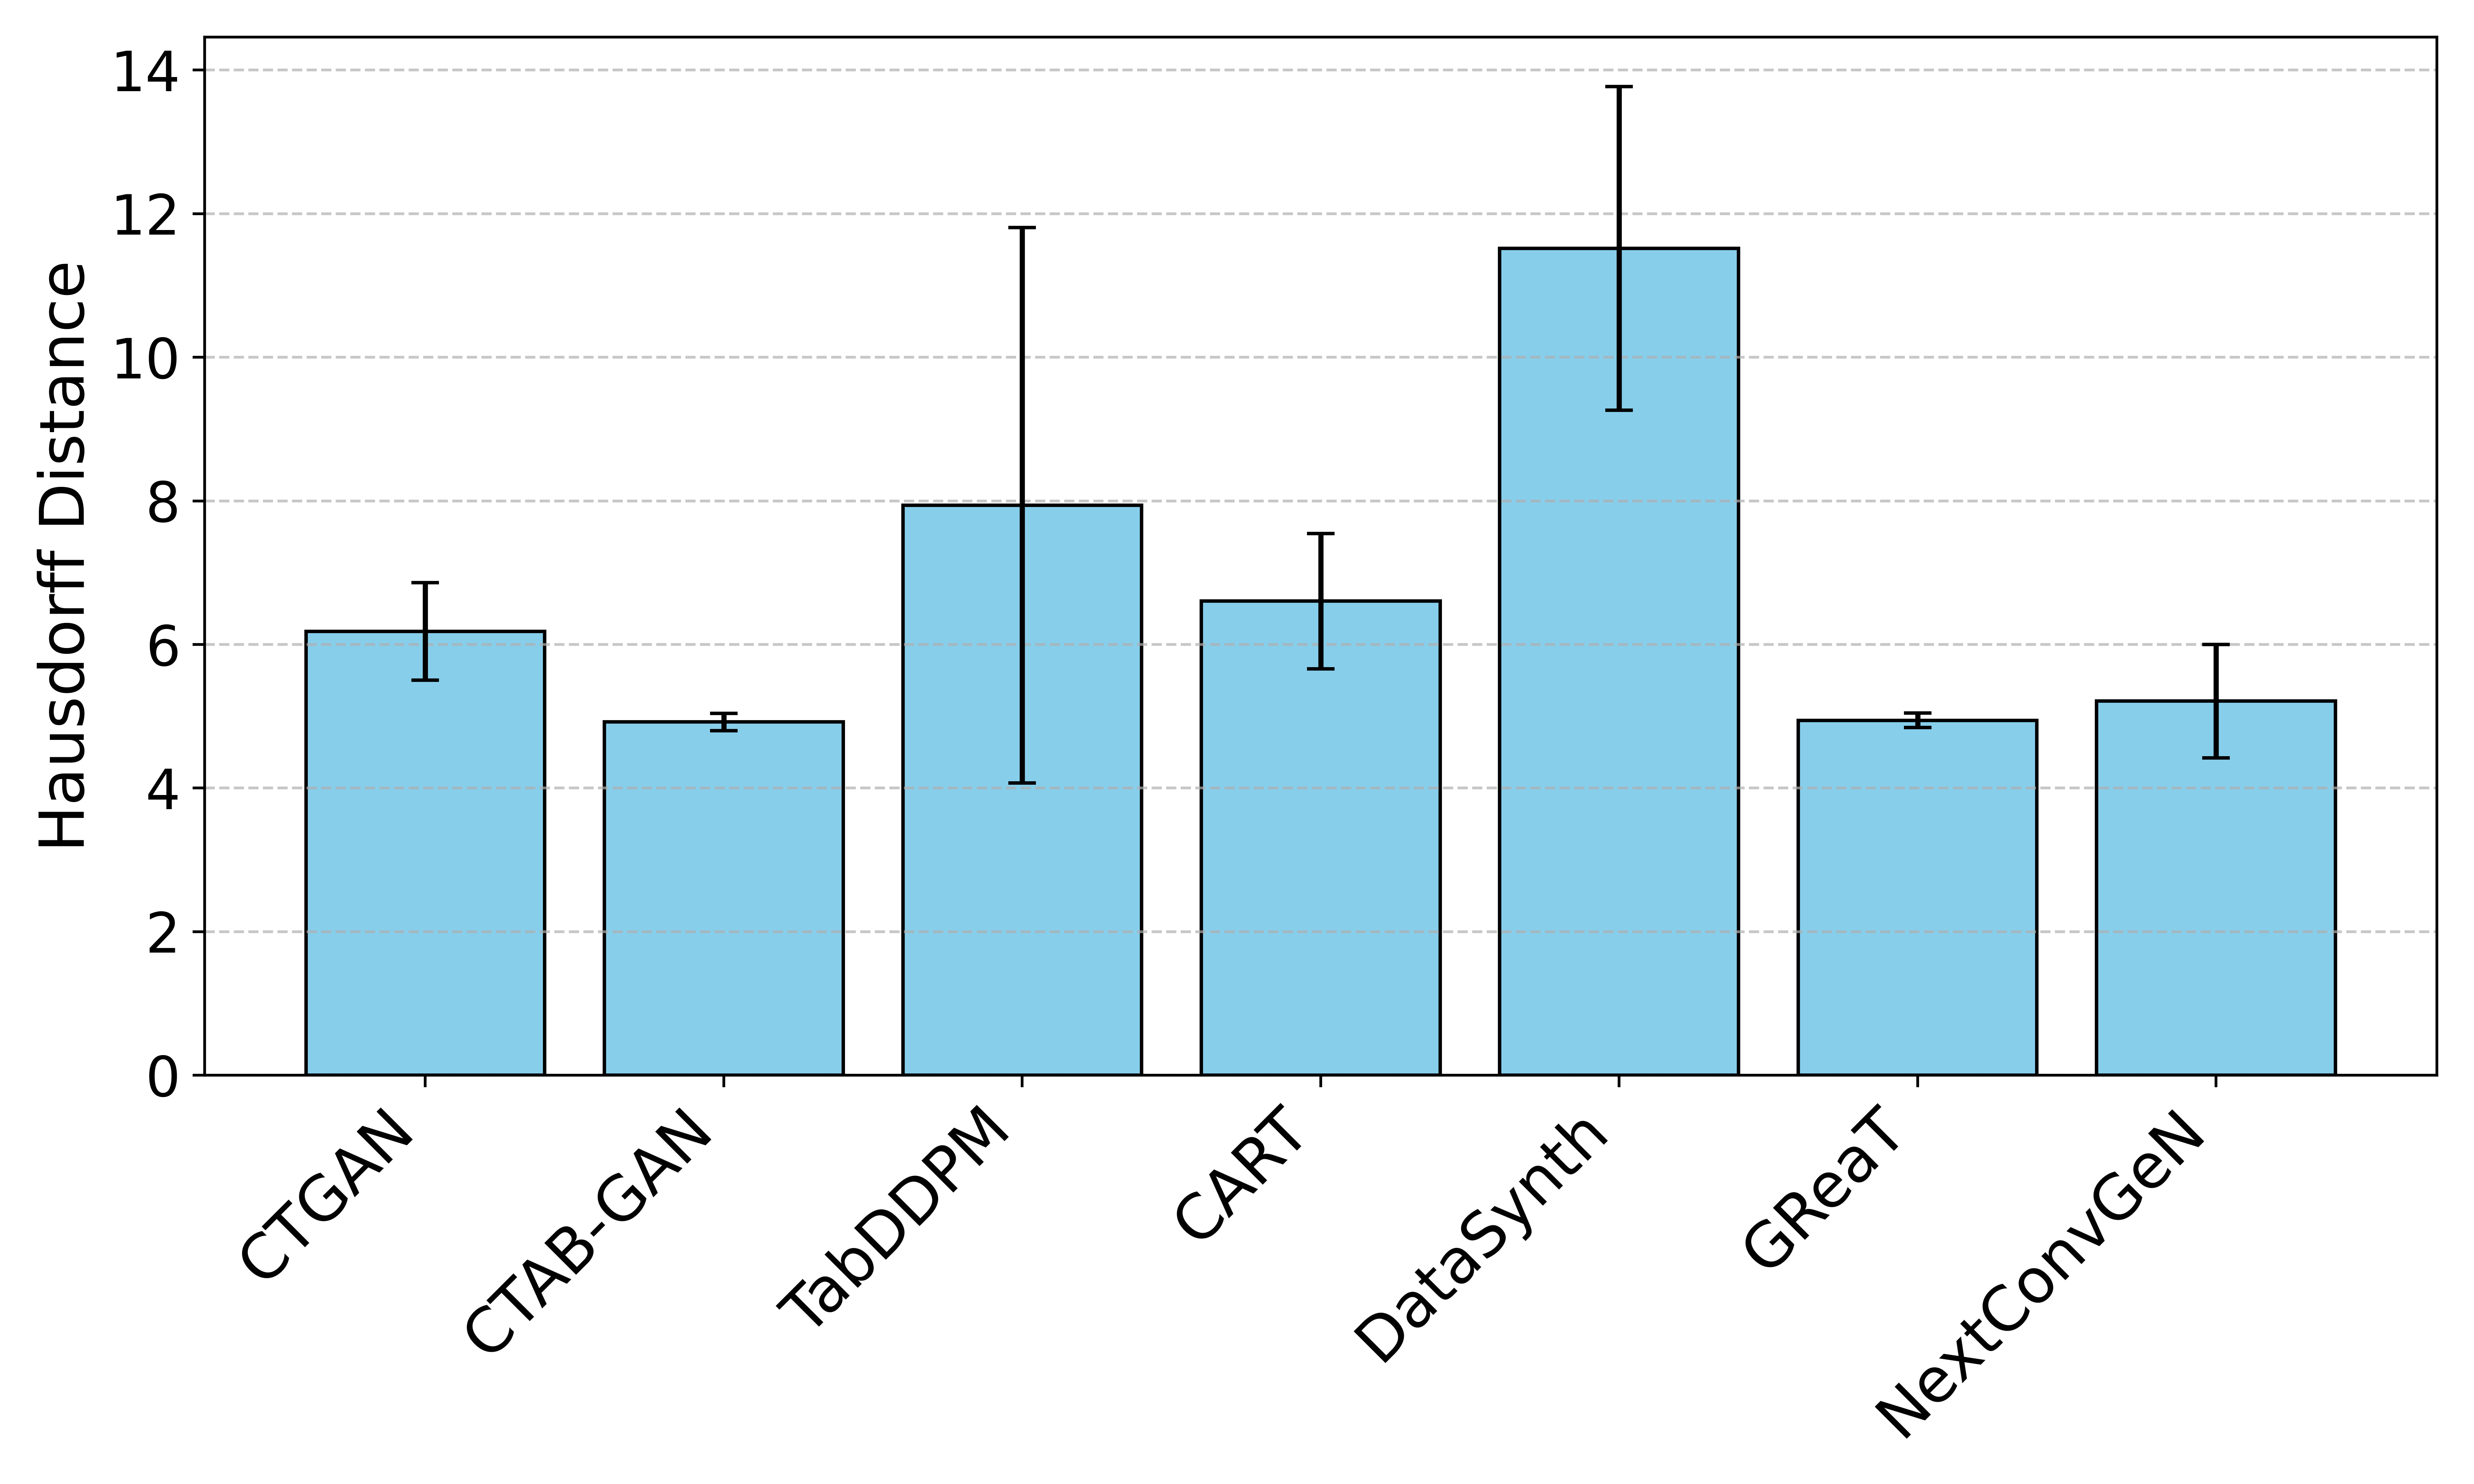 Hausdorff Distance
14
12
10
8
6
4
2
0
CTGAN
CTAB-GAN
TabDDPM
CART
DataSynth
GReaT
NextConvGeN